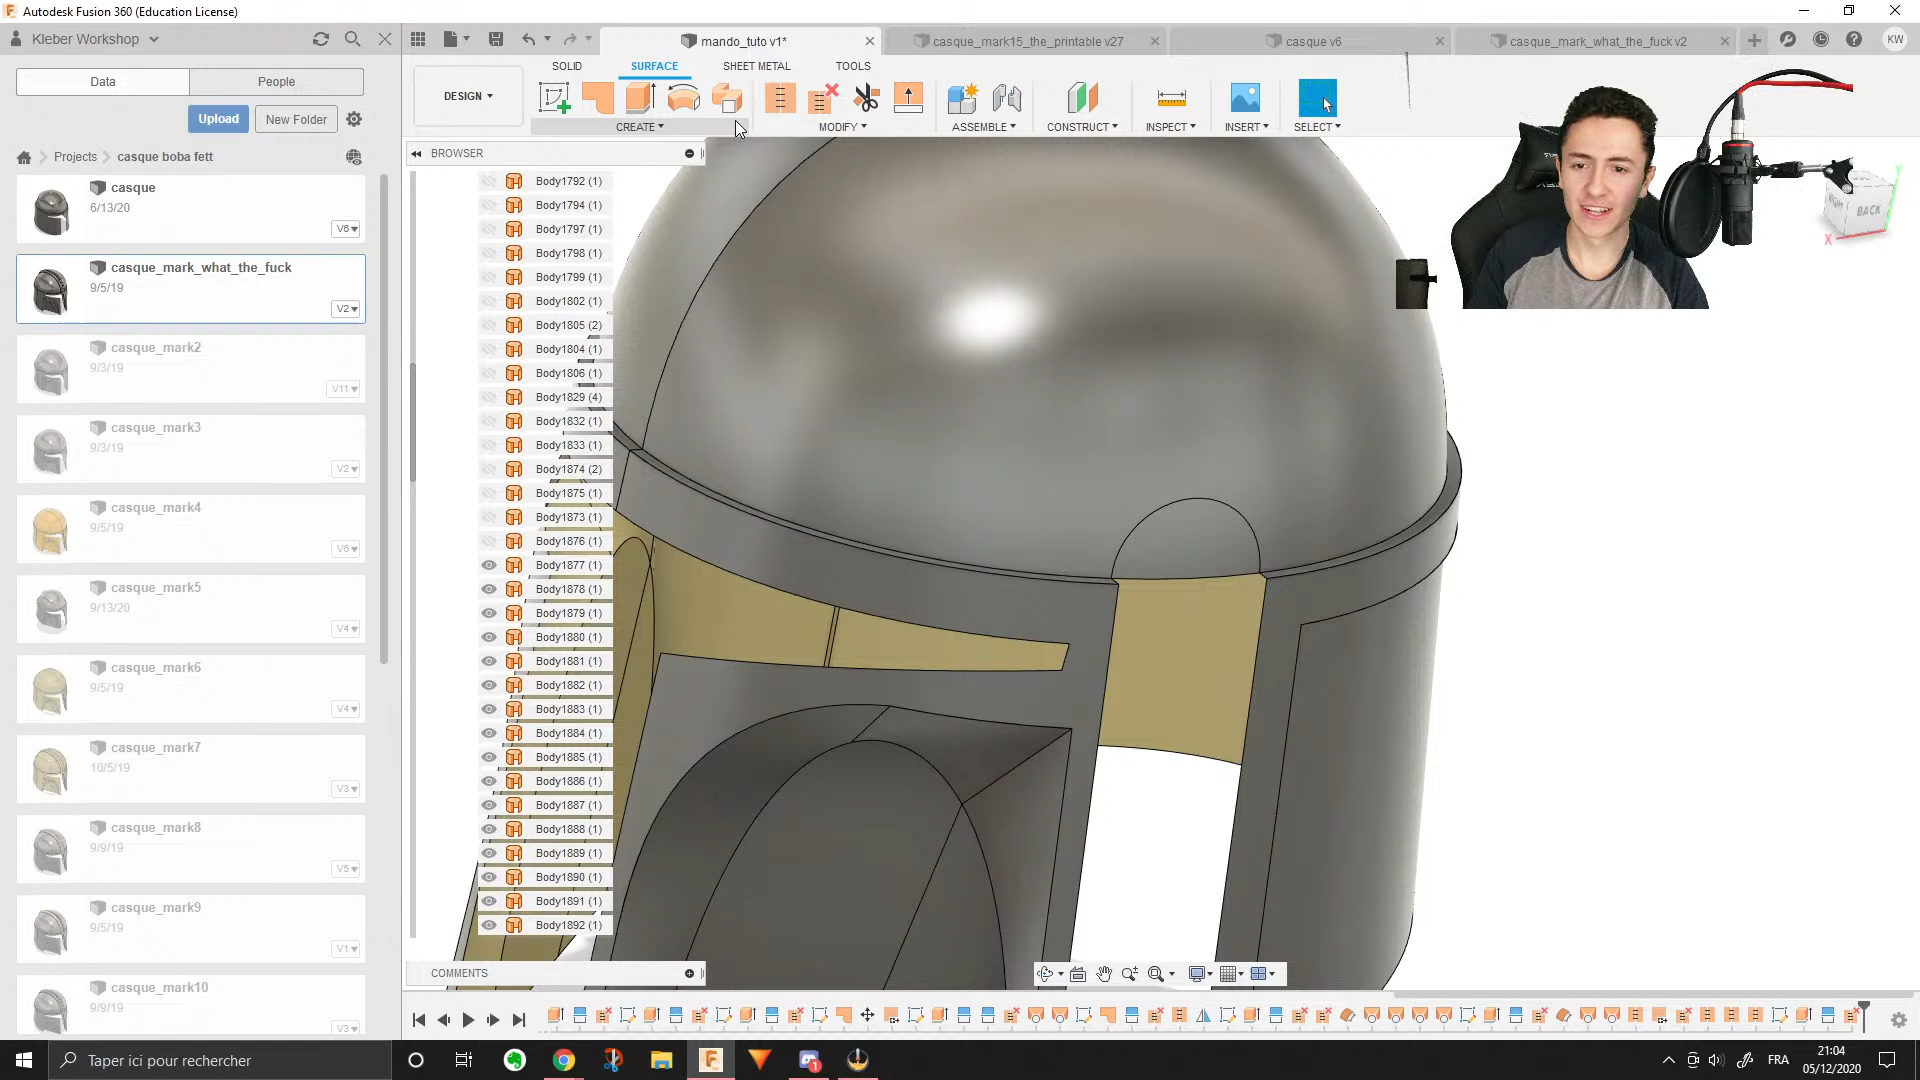 Autodesk Fusion 360 (Education License)
Kleber Workshop
mando_tuto v1*
casque_mark15_the_printable v27
casque v6
casque_mark_what_the_fuck v2
KW
Data
People
Upload
New Folder
Projects
casque boba fett
casque
6/13/20
V6
casque_mark_what_the_fuck
9/5/19
V2
casque_mark2
9/3/19
V11
casque_mark3
9/3/19
V2
casque_mark4
9/5/19
V6
casque_mark5
9/13/20
V4
casque_mark6
9/5/19
V4
casque_mark7
10/5/19
V3
casque_mark8
9/9/19
V5
casque_mark9
9/5/19
V1
casque_mark10
9/9/19
V3
SOLID
SURFACE
SHEET METAL
TOOLS
DESIGN
CREATE
MODIFY
ASSEMBLE
CONSTRUCT
INSPECT
INSERT
SELECT
BROWSER
Body1792 (1)
Body1794 (1)
Body1797 (1)
Body1798 (1)
Body1799 (1)
Body1802 (1)
Body1805 (2)
Body1804 (1)
Body1806 (1)
Body1829 (4)
Body1832 (1)
Body1833 (1)
Body1874 (2)
Body1875 (1)
Body1873 (1)
Body1876 (1)
Body1877 (1)
Body1878 (1)
Body1879 (1)
Body1880 (1)
Body1881 (1)
Body1882 (1)
Body1883 (1)
Body1884 (1)
Body1885 (1)
Body1886 (1)
Body1887 (1)
Body1888 (1)
Body1889 (1)
Body1890 (1)
Body1891 (1)
Body1892 (1)
COMMENTS
BACK
X
Taper ici pour rechercher
FRA
21:04
05/12/2020